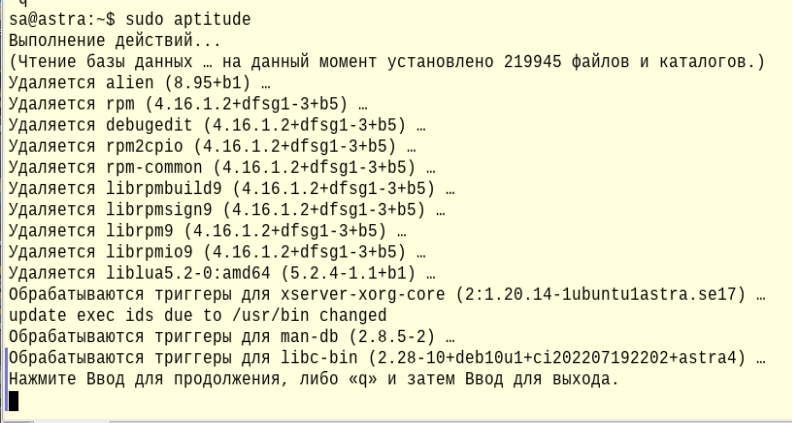 sa@astra:~$ sudo aptitude
Выполнение действий...
(Чтение базы данных … на данный момент установлено 219945 файлов и каталогов.)
Удаляется alien (8.95+b1) …
Удаляется rpm (4.16.1.2+dfsg1-3+b5) …
Удаляется debugedit (4.16.1.2+dfsg1-3+b5) …
Удаляется rpm2cpio (4.16.1.2+dfsg1-3+b5) …
Удаляется rpm-common (4.16.1.2+dfsg1-3+b5) …
Удаляется librpmbuild9 (4.16.1.2+dfsg1-3+b5) …
Удаляется librpmsign9 (4.16.1.2+dfsg1-3+b5) …
Удаляется librpm9 (4.16.1.2+dfsg1-3+b5) …
Удаляется librpmio9 (4.16.1.2+dfsg1-3+b5) …
Удаляется liblua5.2-0:amd64 (5.2.4-1.1+b1) …
Обрабатываются триггеры для xserver-xorg-core (2:1.20.14-1ubuntu1astra.se17) …
update exec ids due to /usr/bin changed
Обрабатываются триггеры для man-db (2.8.5-2) …
Обрабатываются триггеры для libc-bin (2.28-10+deb10u1+ci202207192202+astra4) …
Нажмите Ввод для продолжения, либо «q» и затем Ввод для выхода.